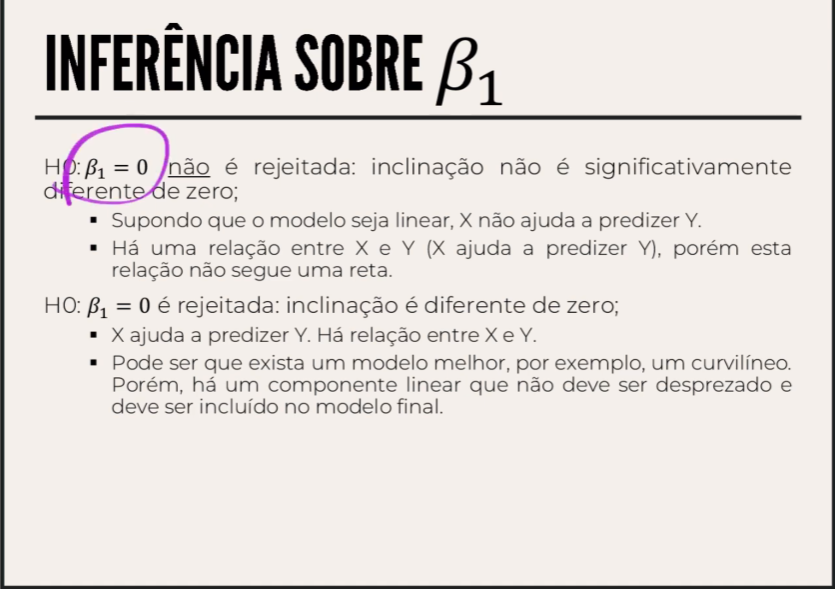 INFERÊNCIA SOBRE β₁
H0: β₁ = 0 não é rejeitada: inclinação não é significativamente
diferente de zero;
▪ Supondo que o modelo seja linear, X não ajuda a predizer Y.
▪ Há uma relação entre X e Y (X ajuda a predizer Y), porém esta
relação não segue uma reta.
H0: β₁ = 0 é rejeitada: inclinação é diferente de zero;
▪ X ajuda a predizer Y. Há relação entre X e Y.
▪ Pode ser que exista um modelo melhor, por exemplo, um curvilíneo.
Porém, há um componente linear que não deve ser desprezado e
deve ser incluído no modelo final.